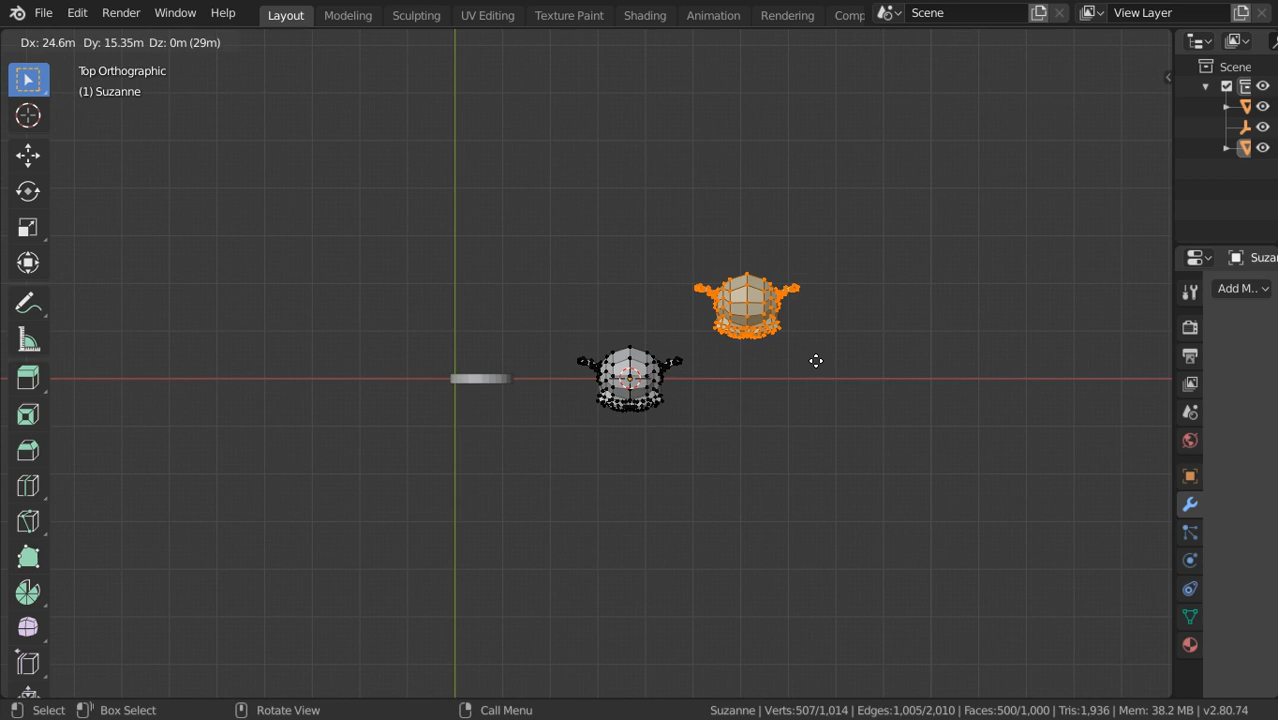 File Edit Render Window Help Layout Modeling Sculpting UV Editing Texture Paint Shading Animation Rendering Comp Scene View Layer
Dx: 24.6m Dy: 15.35m Dz: 0m (29m)
Top Orthographic
(1) Suzanne
Scene
Suza
Add M..
Select Box Select Rotate View Call Menu Suzanne | Verts:507/1,014 | Edges:1,005/2,010 | Faces:500/1,000 | Tris:1,936 | Mem: 38.2 MB | v2.80.74